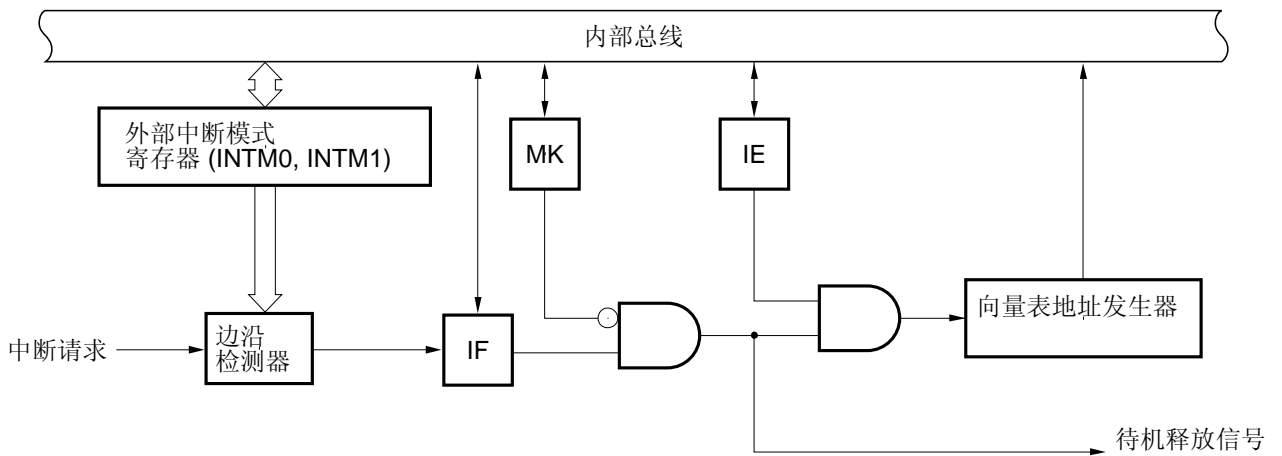 内部总线
外部中断模式
寄存器 (INTM0, INTM1)
MK
IE
向量表地址发生器
中断请求
边沿
检测器
IF
待机释放信号